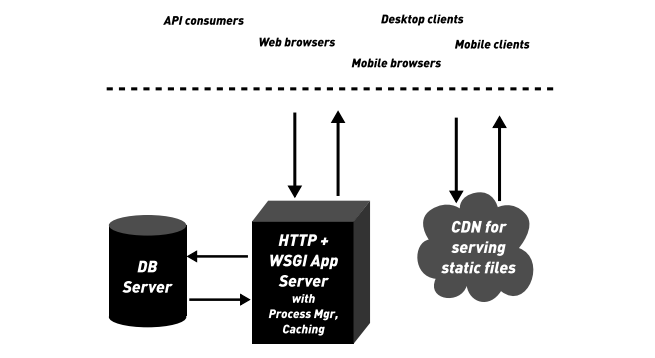 API consumers
Desktop clients
Web browsers
Mobile clients
Mobile browsers
DB
Server
HTTP +
WSGI App
Server
with
Process Mgr,
Caching
CDN for
serving
static files